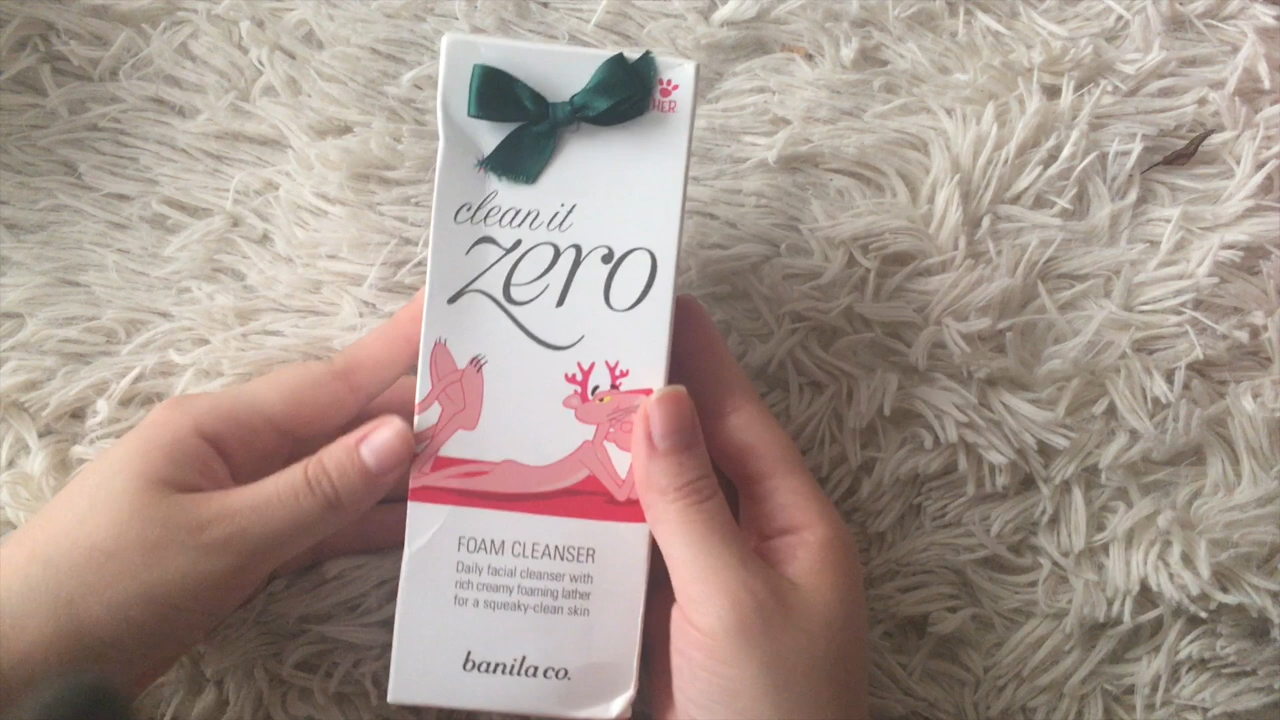 clean it
zero
FOAM CLEANSER
Daily facial cleanser with
rich creamy foaming lather
for a squeaky-clean skin
banila co.